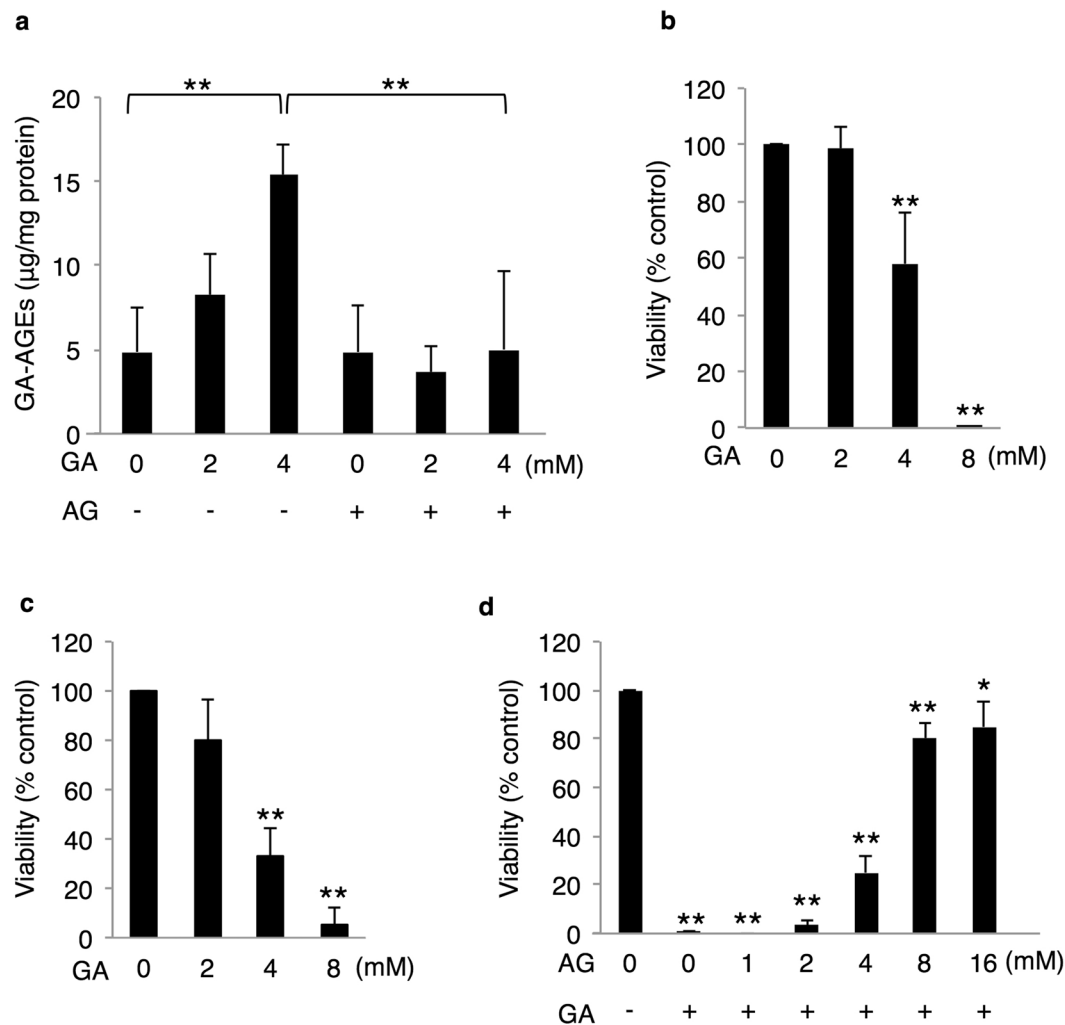 a
** **
20
15
10
5
0
GA-AGEs (µg/mg protein)
GA 0 2 4 0 2 4 (mM)
AG - - - + + +
b
120
100
80
60
40
20
0
Viability (% control)
**
**
GA 0 2 4 8 (mM)
c
120
100
80
60
40
20
0
Viability (% control)
**
**
GA 0 2 4 8 (mM)
d
120
100
80
60
40
20
0
Viability (% control)
** ** ** ** ** *
AG 0 0 1 2 4 8 16 (mM)
GA - + + + + + +